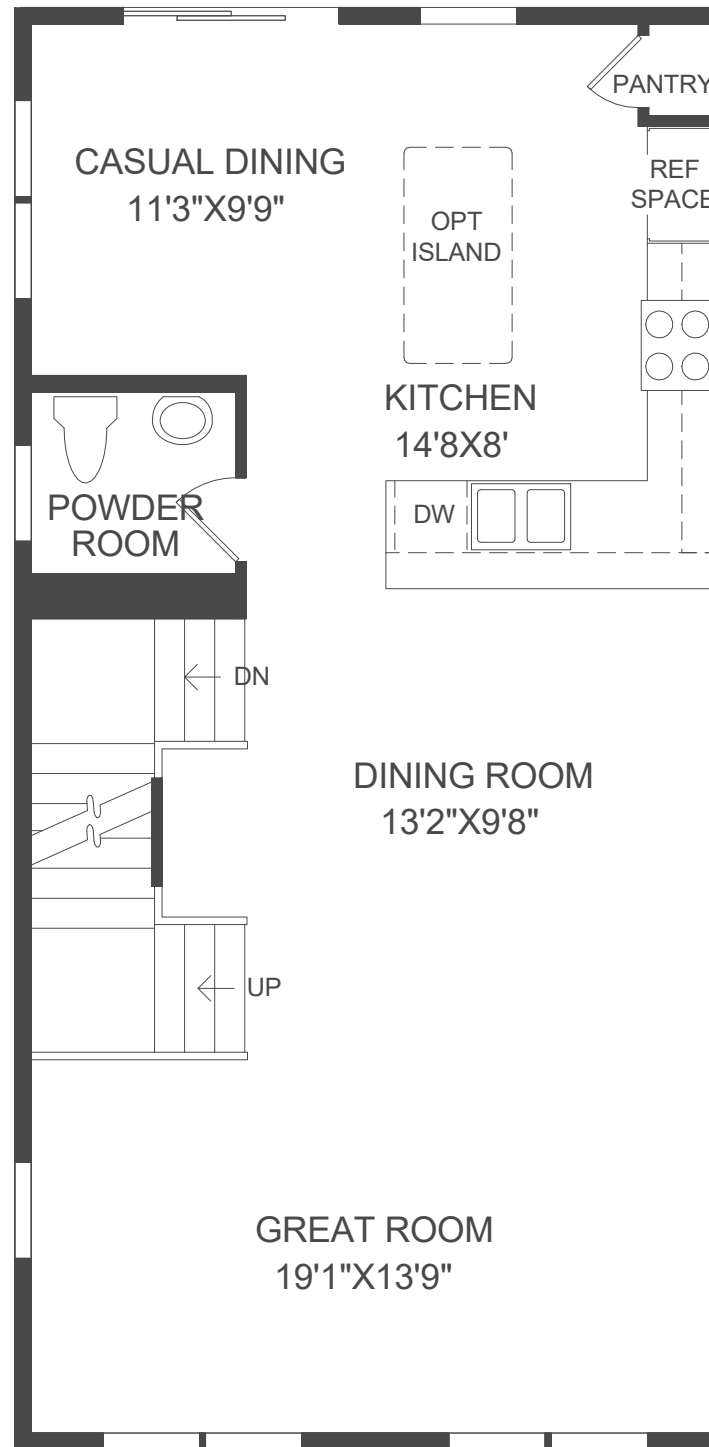 PANTRY
CASUAL DINING
11'3"X9'9"
REF
SPACE
OPT
ISLAND
KITCHEN
14'8X8'
POWDER
ROOM
DW
DN
DINING ROOM
13'2"X9'8"
UP
GREAT ROOM
19'1"X13'9"